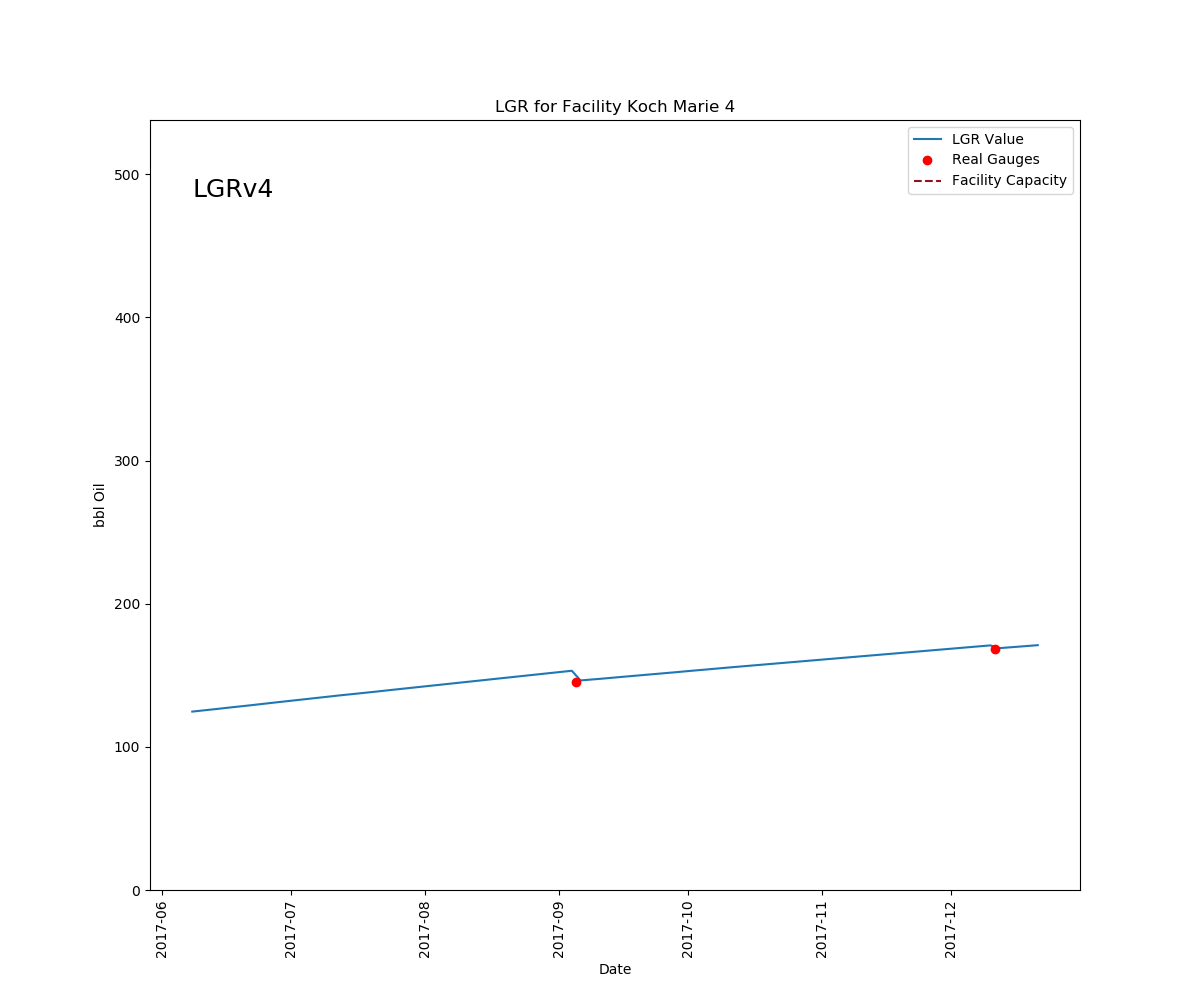 LGR for Facility Koch Marie 4
LGR Value
Real Gauges
Facility Capacity
LGRv4
500
400
300
200
100
0
bbl Oil
2017-06
2017-07
2017-08
2017-09
2017-10
2017-11
2017-12
Date